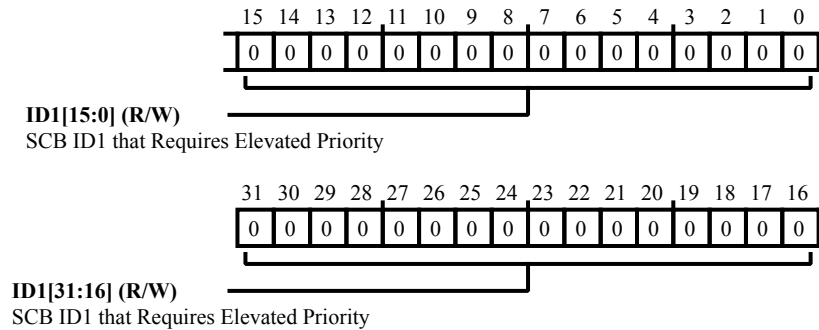 15 14 13 12 11 10 9 8 7 6 5 4 3 2 1 0
0 0 0 0 0 0 0 0 0 0 0 0 0 0 0 0
ID1[15:0] (R/W)
SCB ID1 that Requires Elevated Priority
31 30 29 28 27 26 25 24 23 22 21 20 19 18 17 16
0 0 0 0 0 0 0 0 0 0 0 0 0 0 0 0
ID1[31:16] (R/W)
SCB ID1 that Requires Elevated Priority